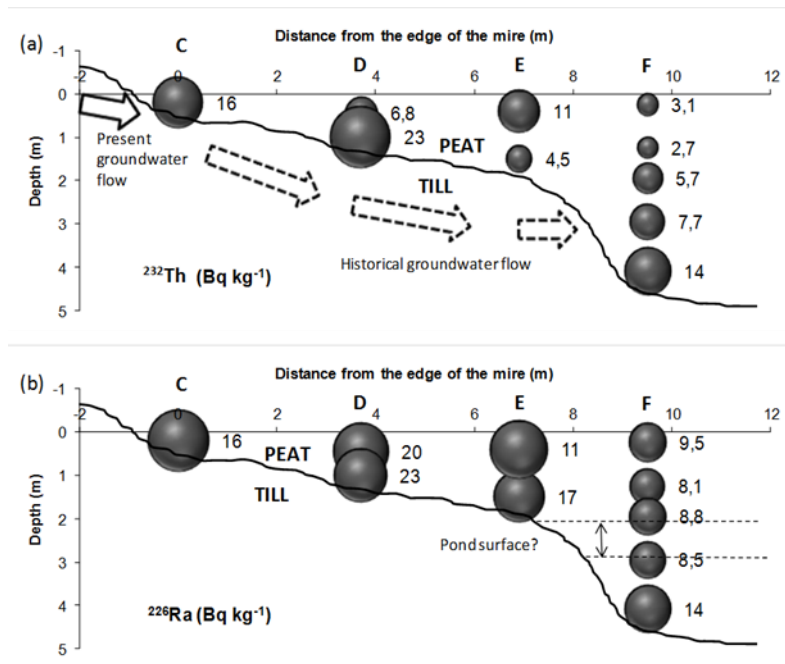 (a)
Distance from the edge of the mire (m)
C D E F
-2 0 2 4 6 8 10 12
-1
0
1
2
3
4
5
Depth (m)
16
6,8
23
11
4,5
3,1
2,7
5,7
7,7
14
PEAT
TILL
Present
groundwater
flow
Historical groundwater flow
²³²Th (Bq kg⁻¹)
(b)
Distance from the edge of the mire (m)
C D E F
-2 0 2 4 6 8 10 12
-1
0
1
2
3
4
5
Depth (m)
16
20
23
11
17
9,5
8,1
8,8
8,5
14
PEAT
TILL
Pond surface?
²²⁶Ra (Bq kg⁻¹)